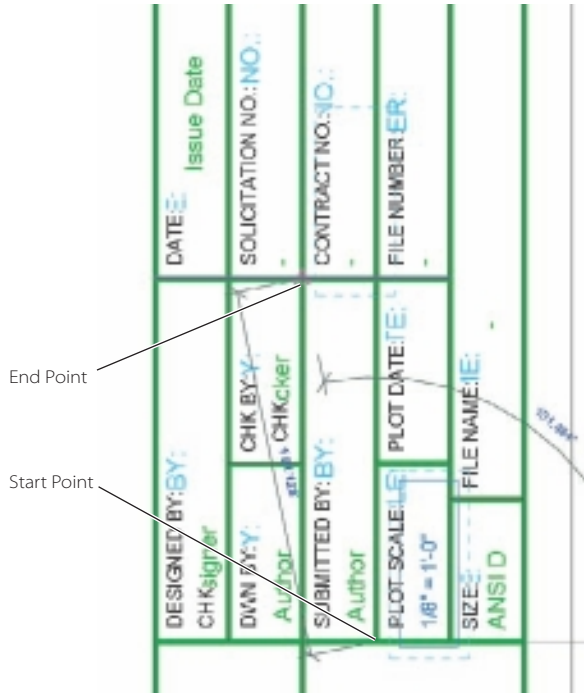 DATE:E:
Issue Date
SOLICITATION NO.:NO.:
-
CONTRACT NO.:NO.:
-
FILE NUMBER:ER:
-
End Point
Start Point
DESIGNED BY:BY:
CHKsigner
CHK BY:Y:
CHKcker
DWN BY:Y:
Author
SUBMITTED BY:BY:
Author
PLOT DATE:TE:
PLOT SCALE:LE:
1/8" = 1'-0"
FILE NAME:IE:
-
SIZE:E:
ANSI D